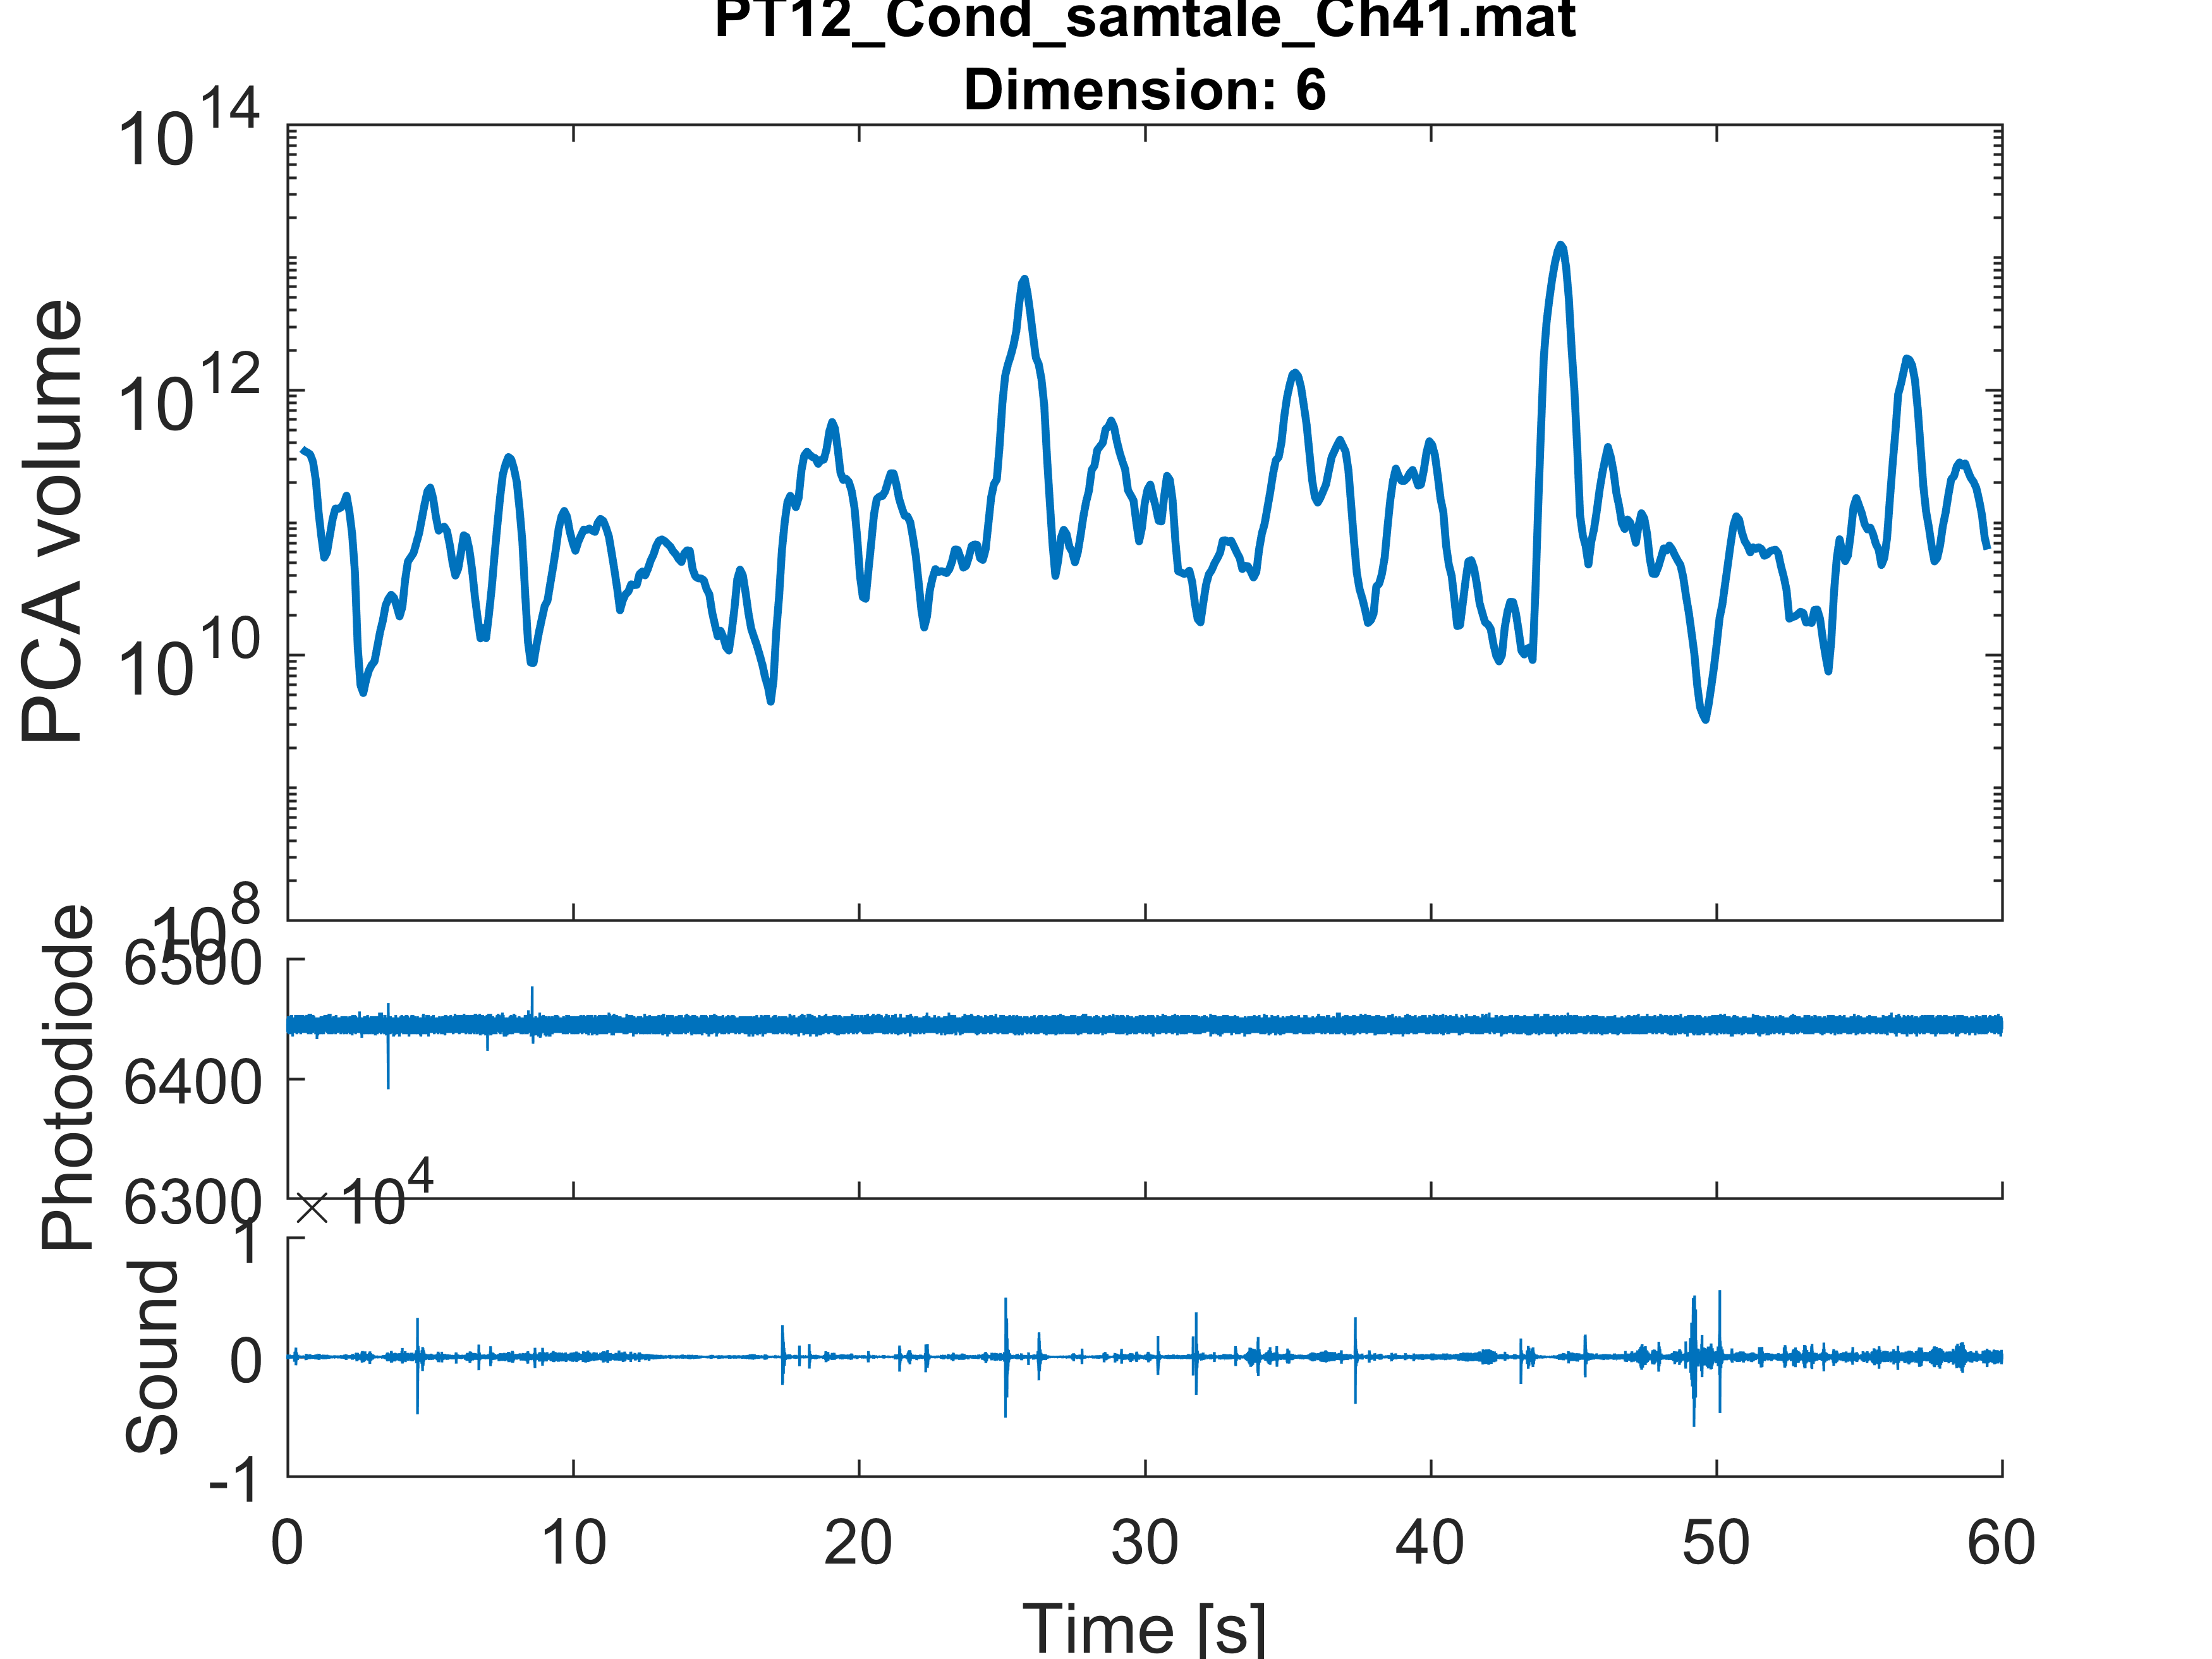 PT12_Cond_samtale_Ch41.mat
Dimension: 6
PCA volume
10^14
10^12
10^10
10^8
Photodiode
6500
6400
6300
×10^4
Sound
1
0
-1
0 10 20 30 40 50 60
Time [s]